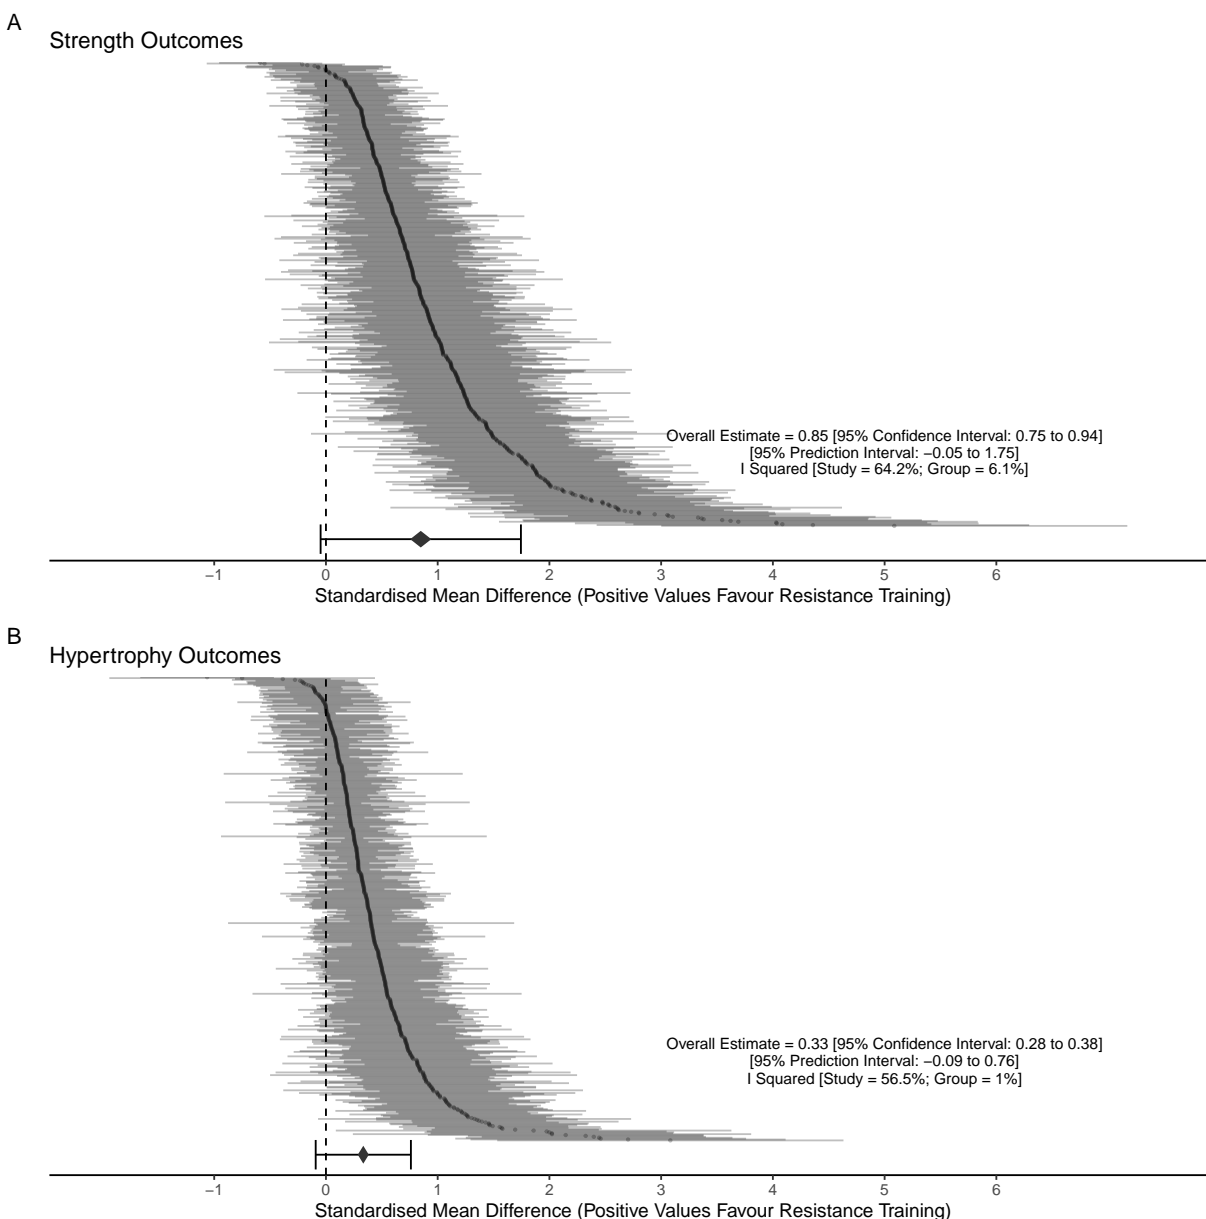 A
Strength Outcomes
Overall Estimate = 0.85 [95% Confidence Interval: 0.75 to 0.94]
[95% Prediction Interval: −0.05 to 1.75]
I Squared [Study = 64.2%; Group = 6.1%]
−1 0 1 2 3 4 5 6
Standardised Mean Difference (Positive Values Favour Resistance Training)
B
Hypertrophy Outcomes
Overall Estimate = 0.33 [95% Confidence Interval: 0.28 to 0.38]
[95% Prediction Interval: −0.09 to 0.76]
I Squared [Study = 56.5%; Group = 1%]
−1 0 1 2 3 4 5 6
Standardised Mean Difference (Positive Values Favour Resistance Training)